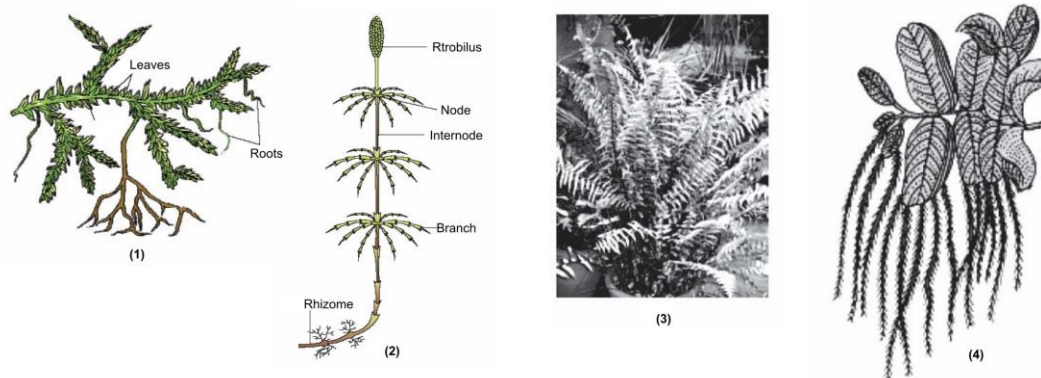 Leaves
Roots
(1)
Rtrobilus
Node
Internode
Branch
Rhizome
(2)
(3)
(4)